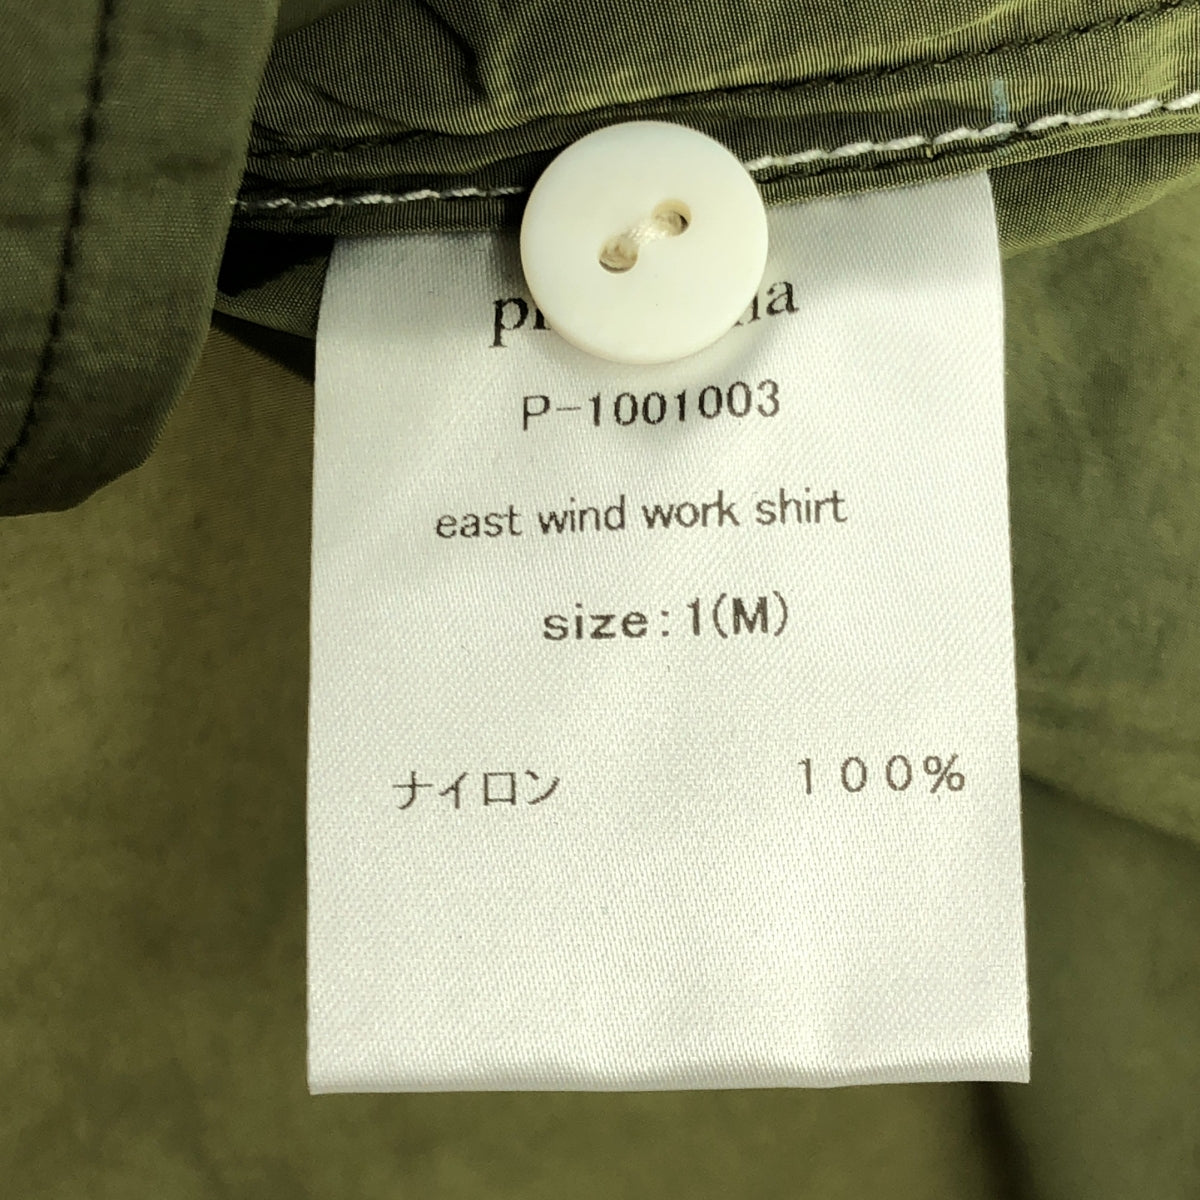 P-1001003
east wind work shirt
size:1(M)
ナイロン 100%